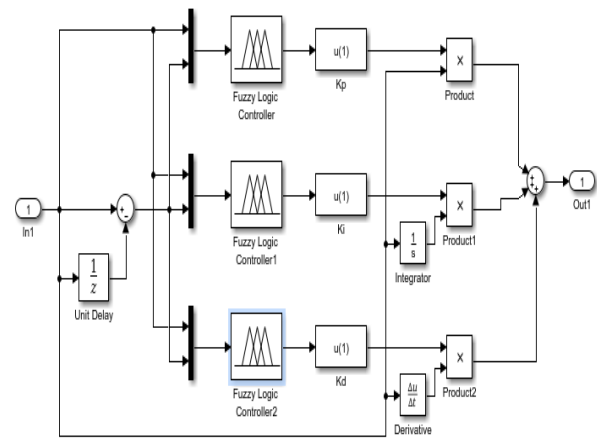 u(1)
×
Fuzzy Logic
Controller
Kp
Product
1
In1
+
-
u(1)
×
+
+
+
1
Out1
Fuzzy Logic
Controller1
Ki
Product1
1
z
Unit Delay
1
s
Integrator
u(1)
×
Fuzzy Logic
Controller2
Kd
Product2
Δu
Δt
Derivative